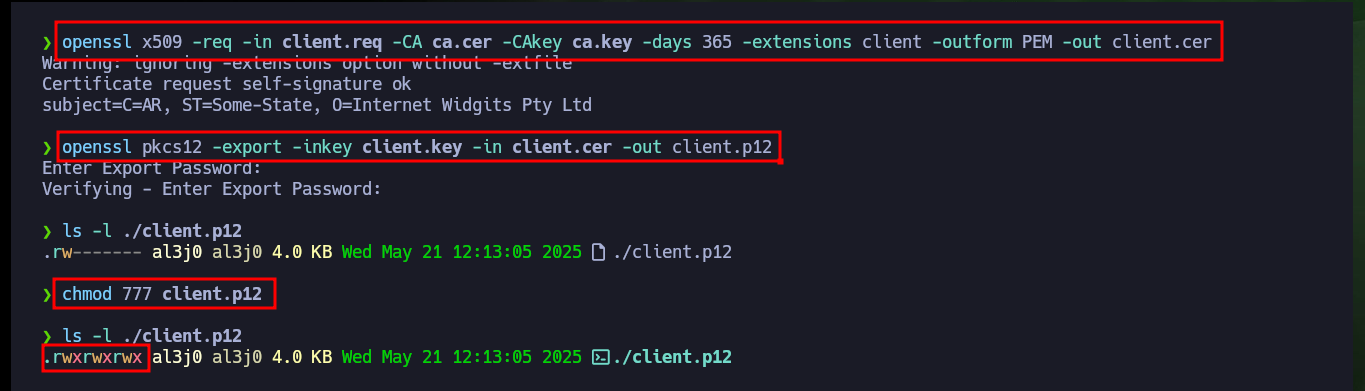 ❯ openssl x509 -req -in client.req -CA ca.cer -CAkey ca.key -days 365 -extensions client -outform PEM -out client.cer
Warning: ignoring -extensions option without -extfile
Certificate request self-signature ok
subject=C=AR, ST=Some-State, O=Internet Widgits Pty Ltd
❯ openssl pkcs12 -export -inkey client.key -in client.cer -out client.p12
Enter Export Password:
Verifying - Enter Export Password:
❯ ls -l ./client.p12
.rw------- al3j0 al3j0 4.0 KB Wed May 21 12:13:05 2025 ./client.p12
❯ chmod 777 client.p12
❯ ls -l ./client.p12
.rwxrwxrwx al3j0 al3j0 4.0 KB Wed May 21 12:13:05 2025 ./client.p12